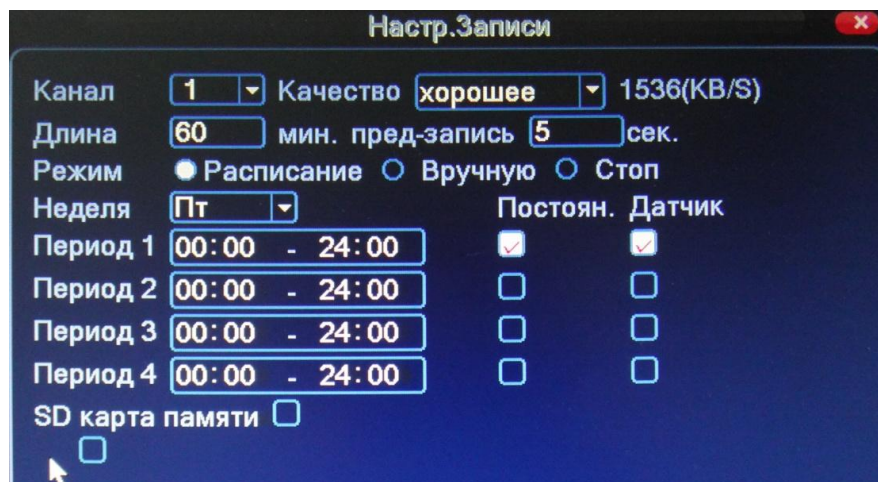 Настр.Записи
Канал 1 Качество хорошее 1536(KB/S)
Длина 60 мин. пред-запись 5 сек.
Режим Расписание Вручную Стоп
Неделя Пт Постоян. Датчик
Период 1 00:00 - 24:00
Период 2 00:00 - 24:00
Период 3 00:00 - 24:00
Период 4 00:00 - 24:00
SD карта памяти